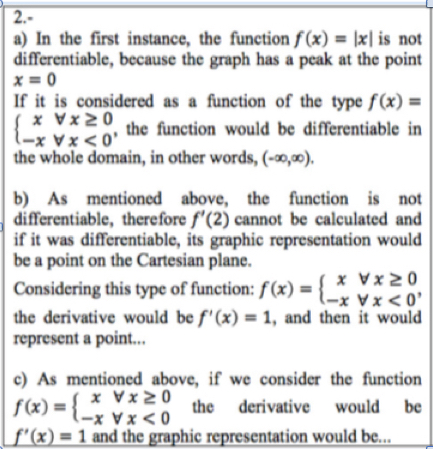 2.-
a) In the first instance, the function f(x) = |x| is not
differentiable, because the graph has a peak at the point
x = 0
If it is considered as a function of the type f(x) =
{ x ∀ x ≥ 0
−x ∀ x < 0 , the function would be differentiable in
the whole domain, in other words, (-∞,∞).
b) As mentioned above, the function is not
differentiable, therefore f'(2) cannot be calculated and
if it was differentiable, its graphic representation would
be a point on the Cartesian plane.
Considering this type of function: f(x) = { x ∀ x ≥ 0
−x ∀ x < 0 ,
the derivative would be f'(x) = 1, and then it would
represent a point...
c) As mentioned above, if we consider the function
f(x) = { x ∀ x ≥ 0
−x ∀ x < 0 the derivative would be
f'(x) = 1 and the graphic representation would be...